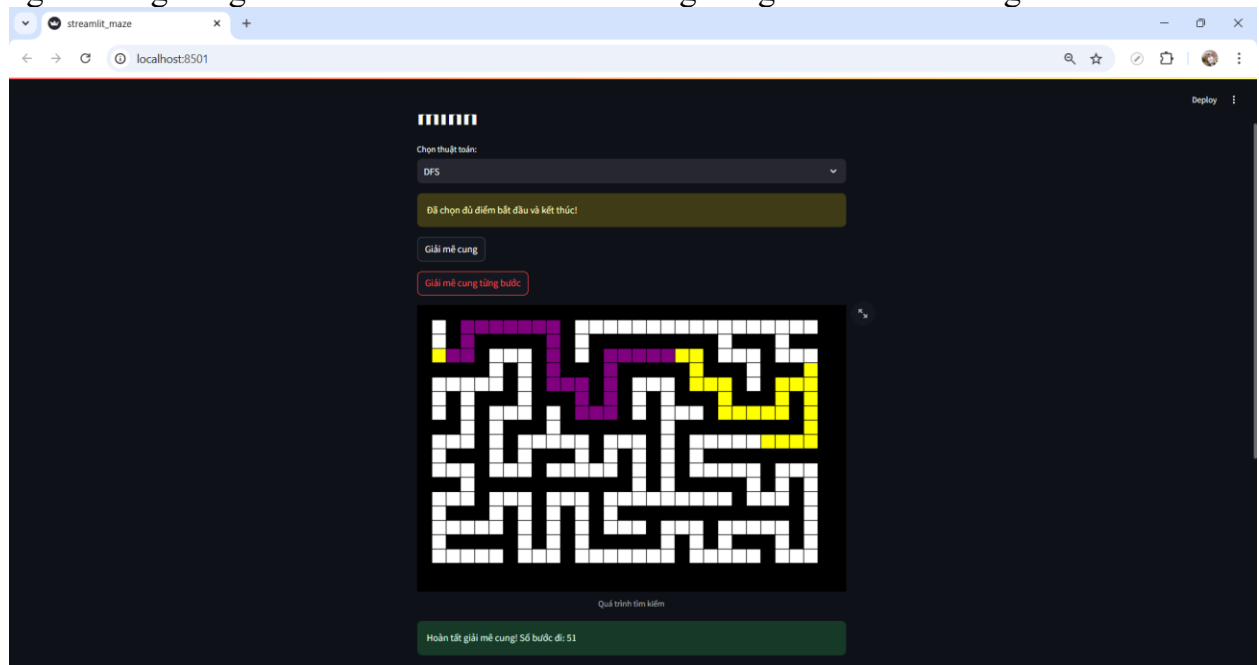 streamlit_maze
localhost:8501
Deploy
Chọn thuật toán:
DFS
Đã chọn đủ điểm bắt đầu và kết thúc!
Giải mê cung
Giải mê cung từng bước
Quá trình tìm kiếm
Hoàn tất giải mê cung! Số bước đi: 51